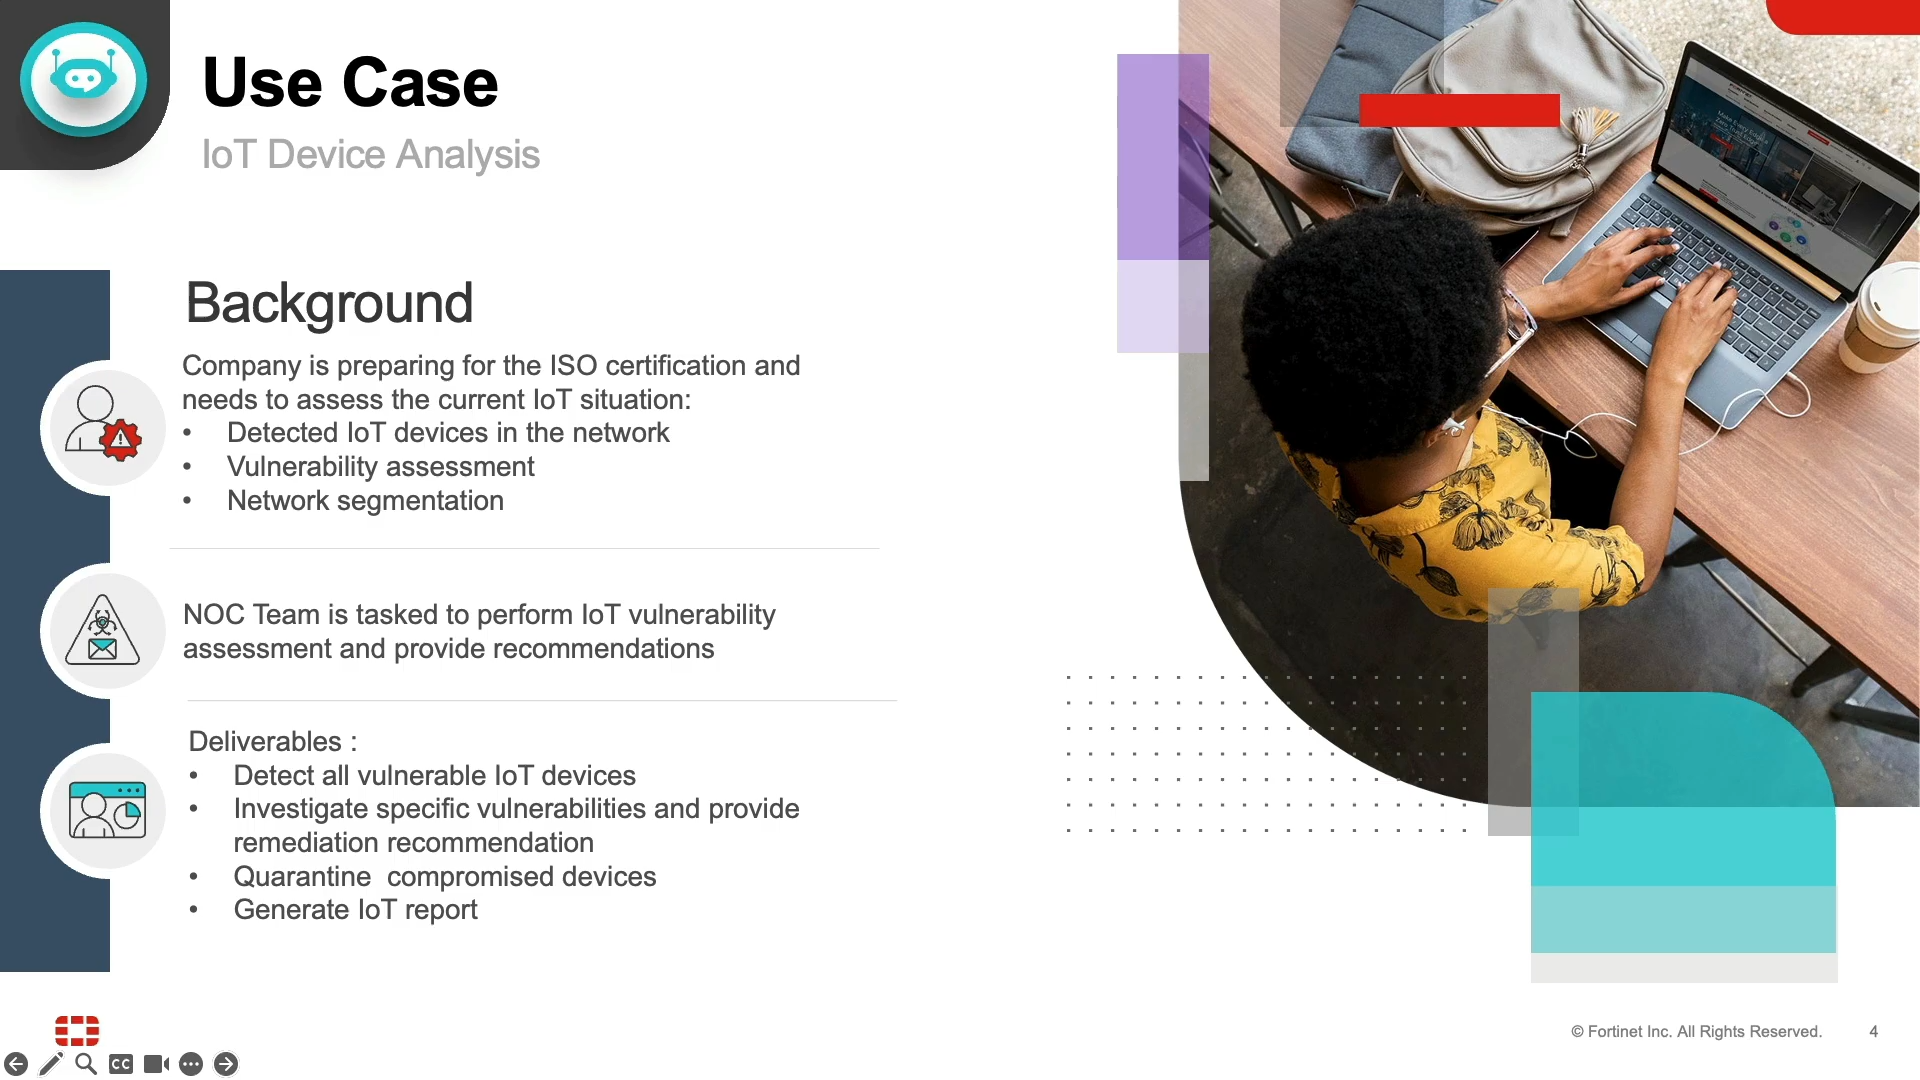 Use Case
IoT Device Analysis
Background
Company is preparing for the ISO certification and
needs to assess the current IoT situation:
• Detected IoT devices in the network
• Vulnerability assessment
• Network segmentation
NOC Team is tasked to perform IoT vulnerability
assessment and provide recommendations
Deliverables :
• Detect all vulnerable IoT devices
• Investigate specific vulnerabilities and provide
remediation recommendation
• Quarantine  compromised devices
• Generate IoT report
© Fortinet Inc. All Rights Reserved.
4
CC